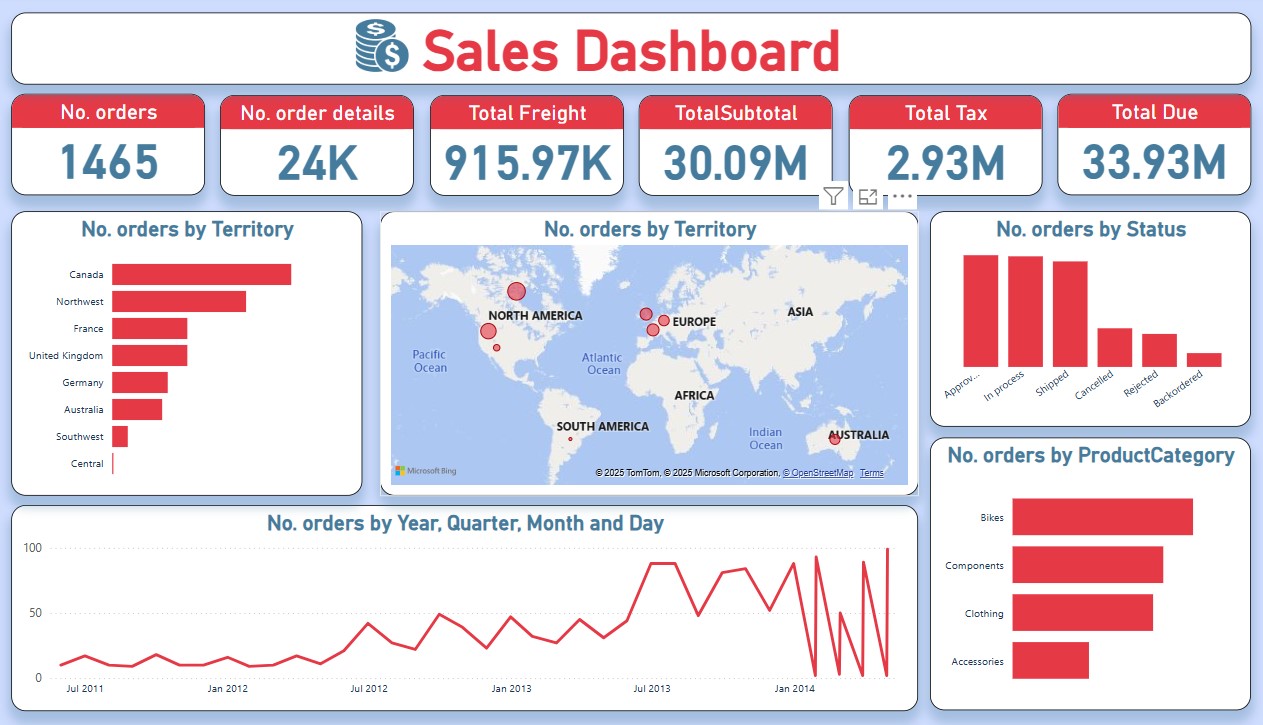 Sales Dashboard
No. orders
1465
No. order details
24K
Total Freight
915.97K
TotalSubtotal
30.09M
Total Tax
2.93M
Total Due
33.93M
No. orders by Territory
Canada
Northwest
France
United Kingdom
Germany
Australia
Southwest
Central
No. orders by Territory
NORTH AMERICA
EUROPE
ASIA
Pacific
Ocean
Atlantic
Ocean
AFRICA
SOUTH AMERICA
Indian
Ocean
AUSTRALIA
Microsoft Bing
© 2025 TomTom, © 2025 Microsoft Corporation, © OpenStreetMap Terms
No. orders by Status
Approv...
In process
Shipped
Cancelled
Rejected
Backordered
No. orders by ProductCategory
Bikes
Components
Clothing
Accessories
No. orders by Year, Quarter, Month and Day
100
50
0
Jul 2011
Jan 2012
Jul 2012
Jan 2013
Jul 2013
Jan 2014